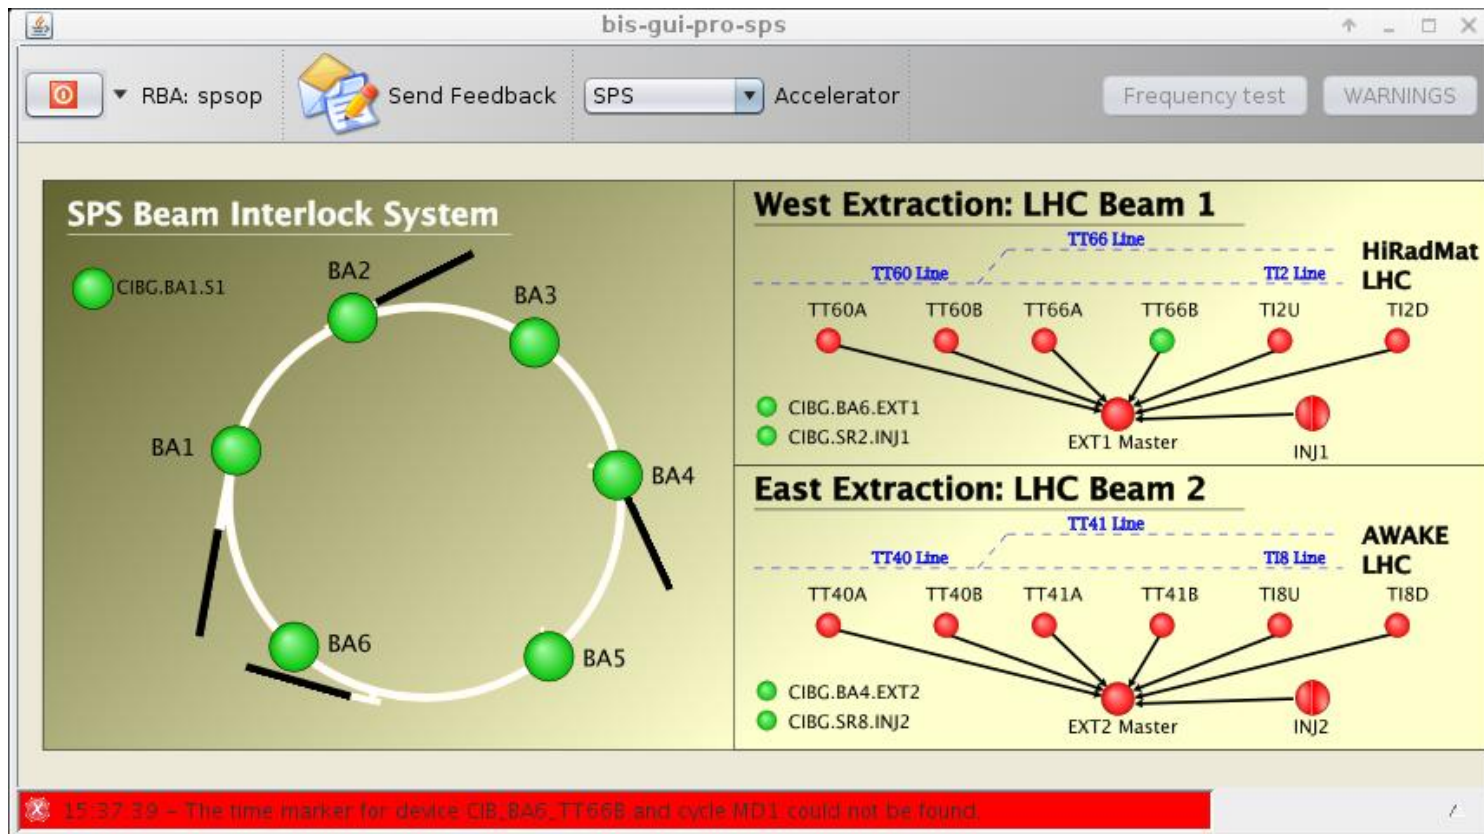 bis-gui-pro-sps
RBA: spsop
Send Feedback
SPS
Accelerator
Frequency test
WARNINGS
SPS Beam Interlock System
CIBG.BA1.S1
BA2
BA3
BA1
BA4
BA6
BA5
West Extraction: LHC Beam 1
TT66 Line
HiRadMat
TT60 Line
TI2 Line
LHC
TT60A TT60B TT66A TT66B TI2U TI2D
CIBG.BA6.EXT1
CIBG.SR2.INJ1
EXT1 Master
INJ1
East Extraction: LHC Beam 2
TT41 Line
AWAKE
TT40 Line
TI8 Line
LHC
TT40A TT40B TT41A TT41B TI8U TI8D
CIBG.BA4.EXT2
CIBG.SR8.INJ2
EXT2 Master
INJ2
15:37:39 – The time marker for device CIB_BA6_TT66B and cycle MD1 could not be found.